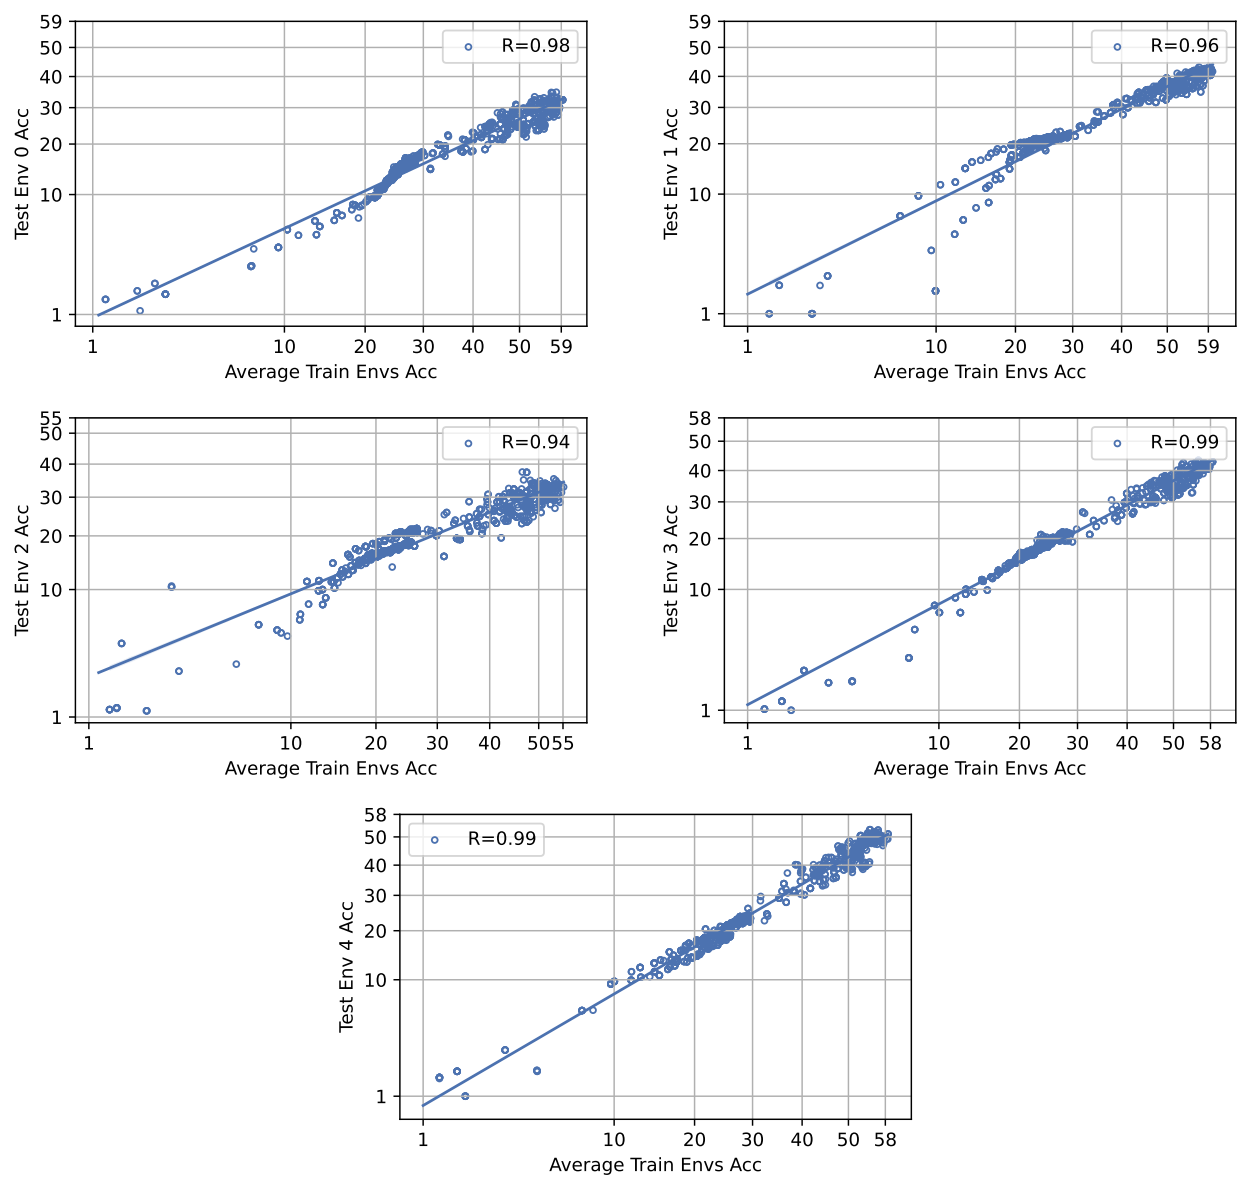 59
50
40
30
20
10
1
Test Env 0 Acc
R=0.98
1 10 20 30 40 50 59
Average Train Envs Acc
59
50
40
30
20
10
1
Test Env 1 Acc
R=0.96
1 10 20 30 40 50 59
Average Train Envs Acc
55
50
40
30
20
10
1
Test Env 2 Acc
R=0.94
1 10 20 30 40 50 55
Average Train Envs Acc
58
50
40
30
20
10
1
Test Env 3 Acc
R=0.99
1 10 20 30 40 50 58
Average Train Envs Acc
58
50
40
30
20
10
1
Test Env 4 Acc
R=0.99
1 10 20 30 40 50 58
Average Train Envs Acc